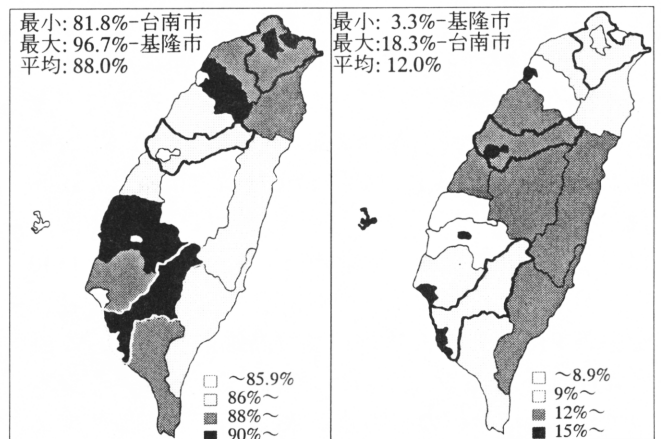 最小: 81.8%-台南市
最大: 96.7%-基隆市
平均: 88.0%
～85.9%
86%～
88%～
90%～
最小: 3.3%-基隆市
最大:18.3%-台南市
平均: 12.0%
～8.9%
9%～
12%～
15%～